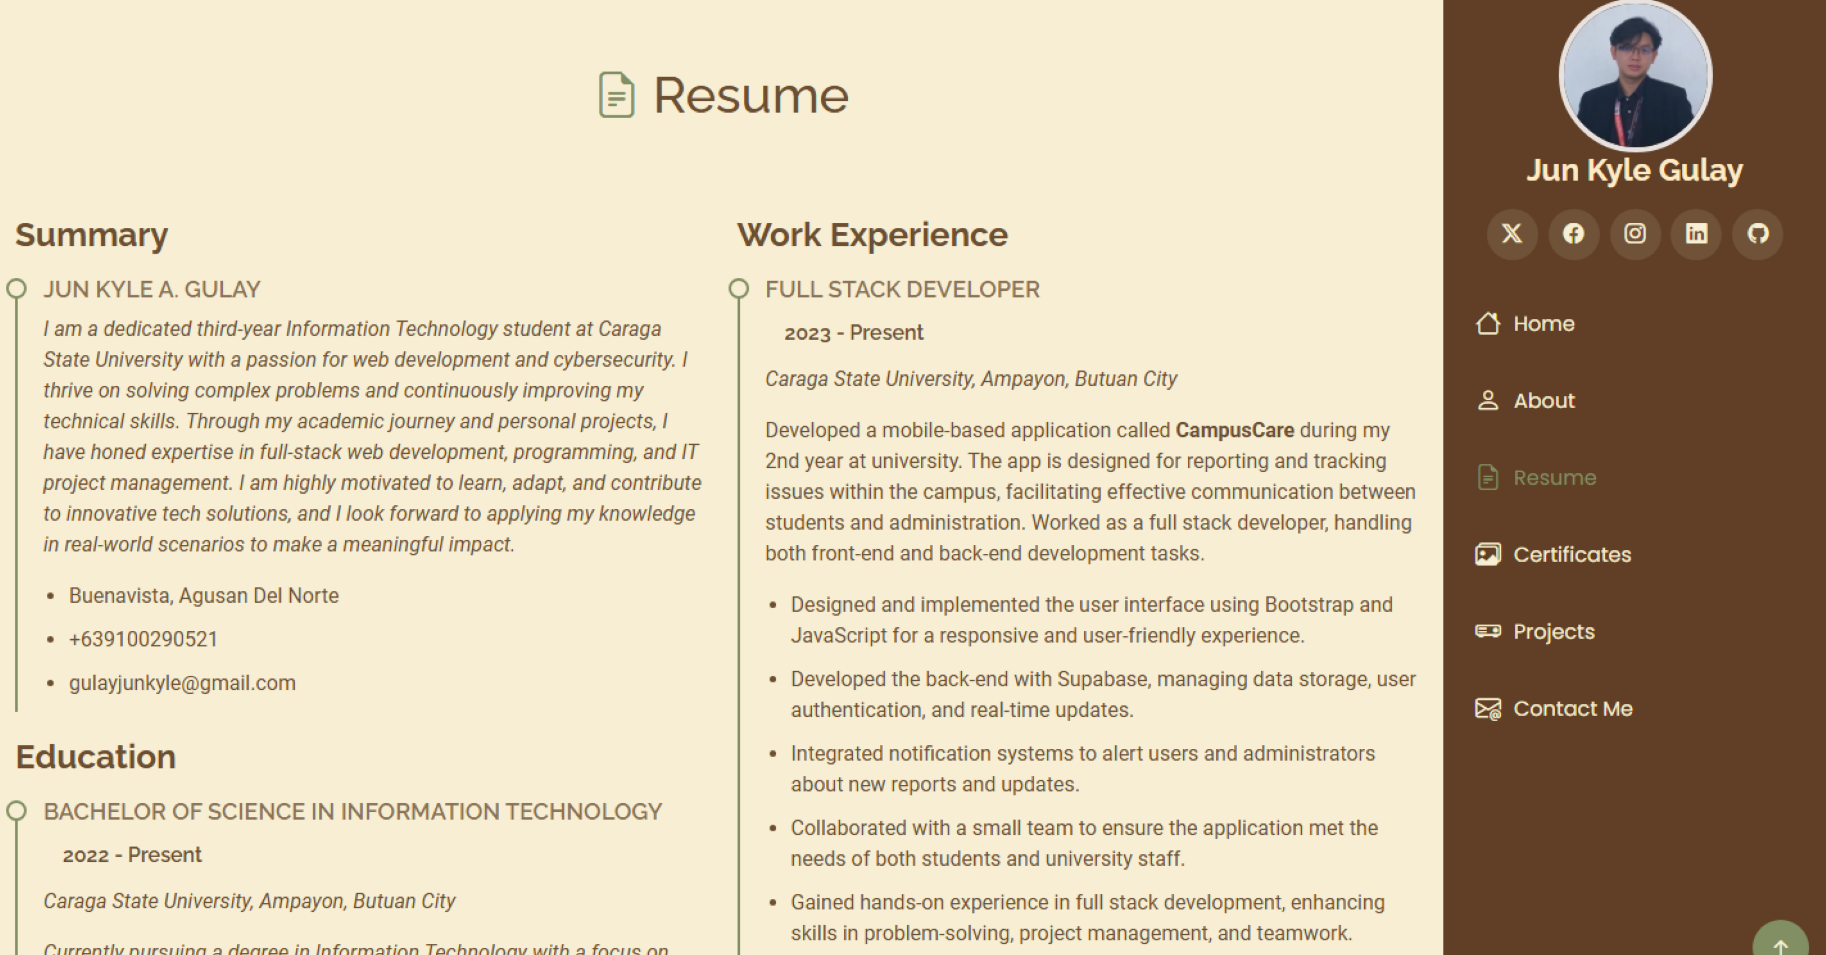 Resume
Summary
JUN KYLE A. GULAY
I am a dedicated third-year Information Technology student at Caraga
State University with a passion for web development and cybersecurity. I
thrive on solving complex problems and continuously improving my
technical skills. Through my academic journey and personal projects, I
have honed expertise in full-stack web development, programming, and IT
project management. I am highly motivated to learn, adapt, and contribute
to innovative tech solutions, and I look forward to applying my knowledge
in real-world scenarios to make a meaningful impact.
• Buenavista, Agusan Del Norte
• +639100290521
• gulayjunkyle@gmail.com
Education
BACHELOR OF SCIENCE IN INFORMATION TECHNOLOGY
2022 - Present
Caraga State University, Ampayon, Butuan City
Currently pursuing a degree in Information Technology with a focus on
Work Experience
FULL STACK DEVELOPER
2023 - Present
Caraga State University, Ampayon, Butuan City
Developed a mobile-based application called CampusCare during my
2nd year at university. The app is designed for reporting and tracking
issues within the campus, facilitating effective communication between
students and administration. Worked as a full stack developer, handling
both front-end and back-end development tasks.
• Designed and implemented the user interface using Bootstrap and
JavaScript for a responsive and user-friendly experience.
• Developed the back-end with Supabase, managing data storage, user
authentication, and real-time updates.
• Integrated notification systems to alert users and administrators
about new reports and updates.
• Collaborated with a small team to ensure the application met the
needs of both students and university staff.
• Gained hands-on experience in full stack development, enhancing
skills in problem-solving, project management, and teamwork.
Jun Kyle Gulay
Home
About
Resume
Certificates
Projects
Contact Me